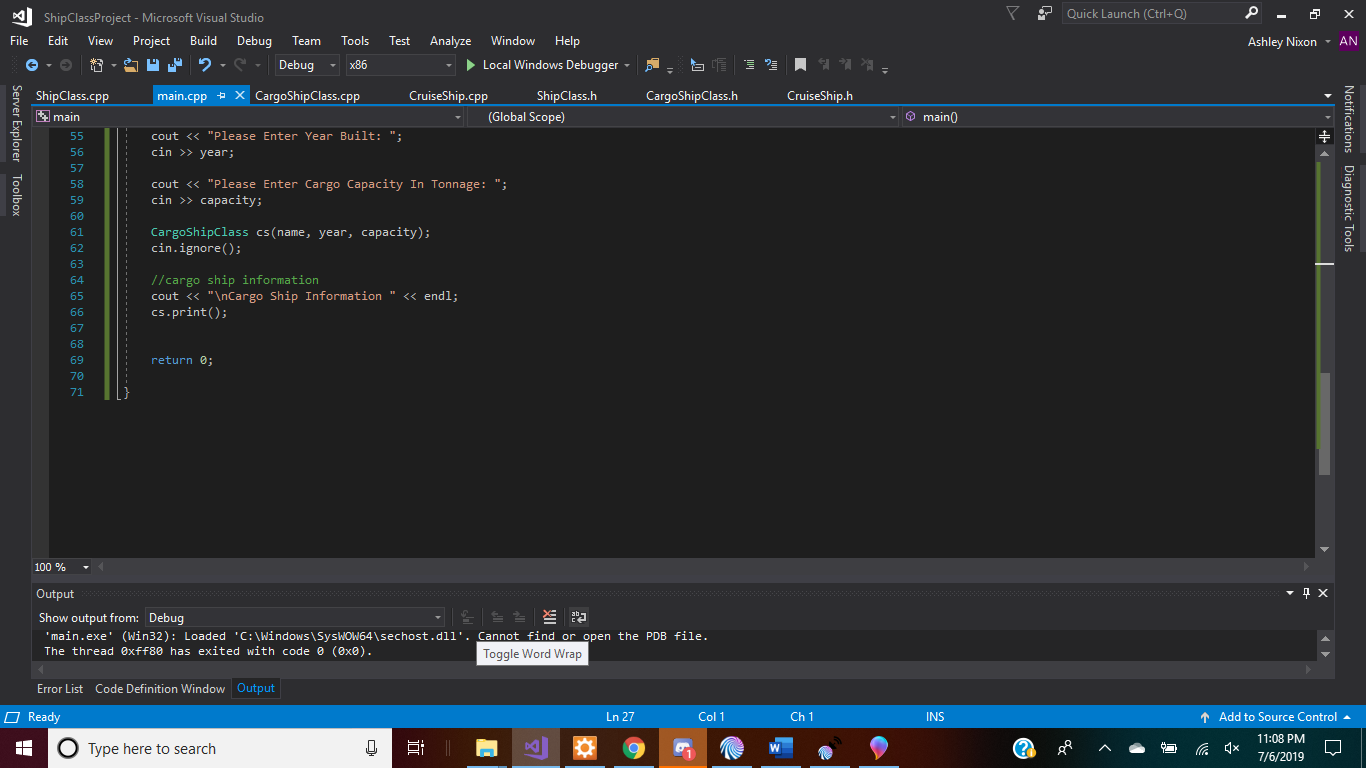 ShipClassProject - Microsoft Visual Studio
Quick Launch (Ctrl+Q)
File Edit View Project Build Debug Team Tools Test Analyze Window Help
Ashley Nixon AN
Debug x86 Local Windows Debugger
ShipClass.cpp main.cpp CargoShipClass.cpp CruiseShip.cpp ShipClass.h CargoShipClass.h CruiseShip.h
main (Global Scope) main()
Server Explorer
Toolbox
Notifications
Diagnostic Tools
55 cout << "Please Enter Year Built: ";
56 cin >> year;
57
58 cout << "Please Enter Cargo Capacity In Tonnage: ";
59 cin >> capacity;
60
61 CargoShipClass cs(name, year, capacity);
62 cin.ignore();
63
64 //cargo ship information
65 cout << "\nCargo Ship Information " << endl;
66 cs.print();
67
68
69 return 0;
70
71 }
100 %
Output
Show output from: Debug
'main.exe' (Win32): Loaded 'C:\Windows\SysWOW64\sechost.dll'. Cannot find or open the PDB file.
The thread 0xff80 has exited with code 0 (0x0).
Toggle Word Wrap
Error List Code Definition Window Output
Ready Ln 27 Col 1 Ch 1 INS Add to Source Control
Type here to search
1
W
11:08 PM
7/6/2019